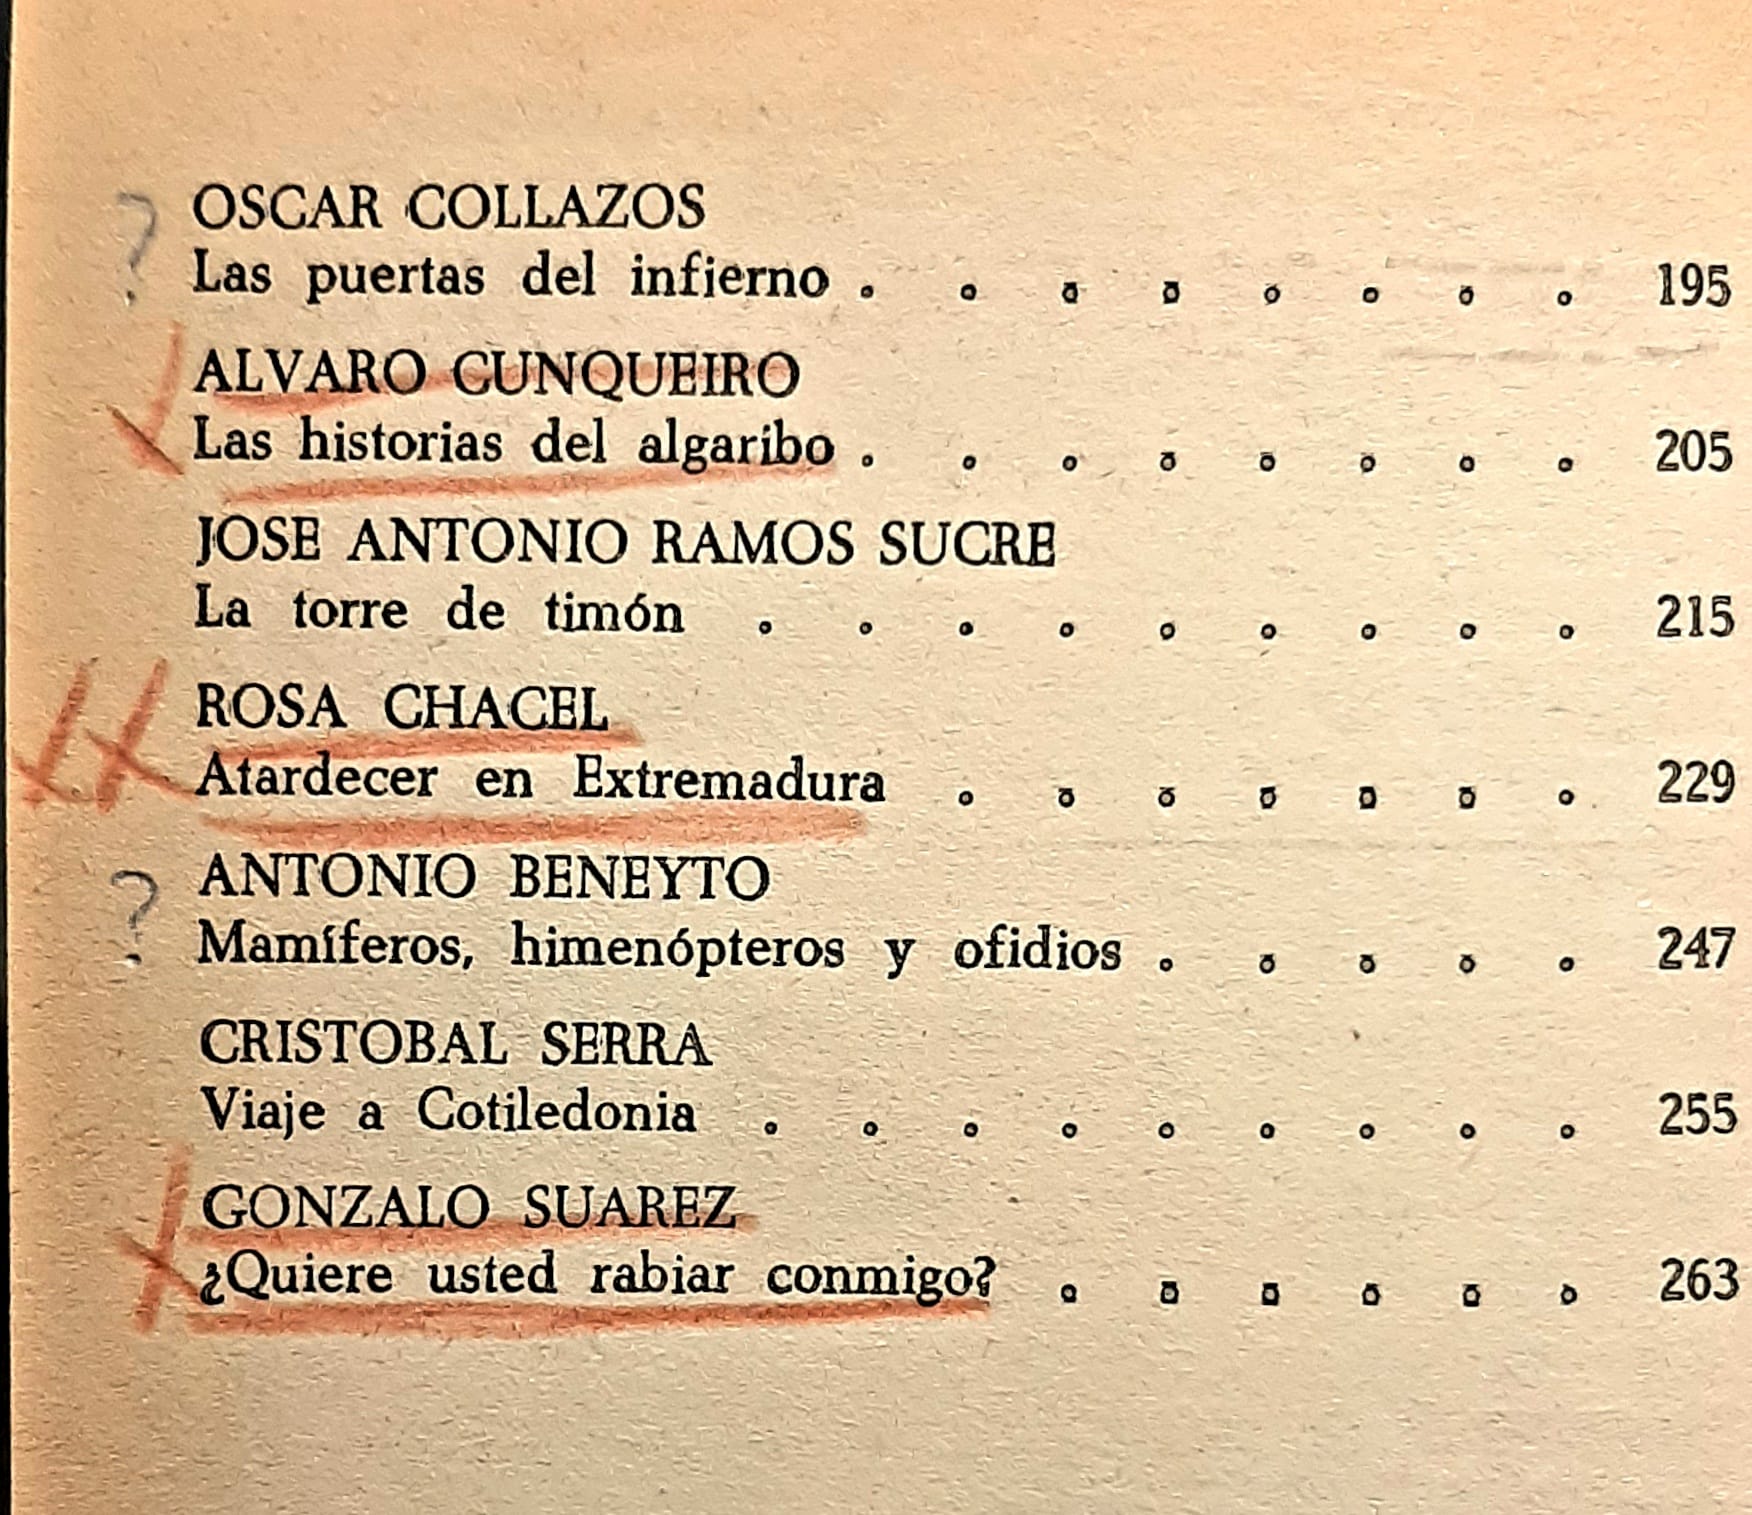 ? OSCAR COLLAZOS
Las puertas del infierno . . . . . . . . 195
ALVARO CUNQUEIRO
Las historias del algaribo . . . . . . . . 205
JOSE ANTONIO RAMOS SUCRE
La torre de timón . . . . . . . . . 215
ROSA CHACEL
Atardecer en Extremadura . . . . . . . 229
? ANTONIO BENEYTO
Mamíferos, himenópteros y ofidios . . . . . 247
CRISTOBAL SERRA
Viaje a Cotiledonia . . . . . . . . . 255
GONZALO SUAREZ
¿Quiere usted rabiar conmigo? . . . . . . 263